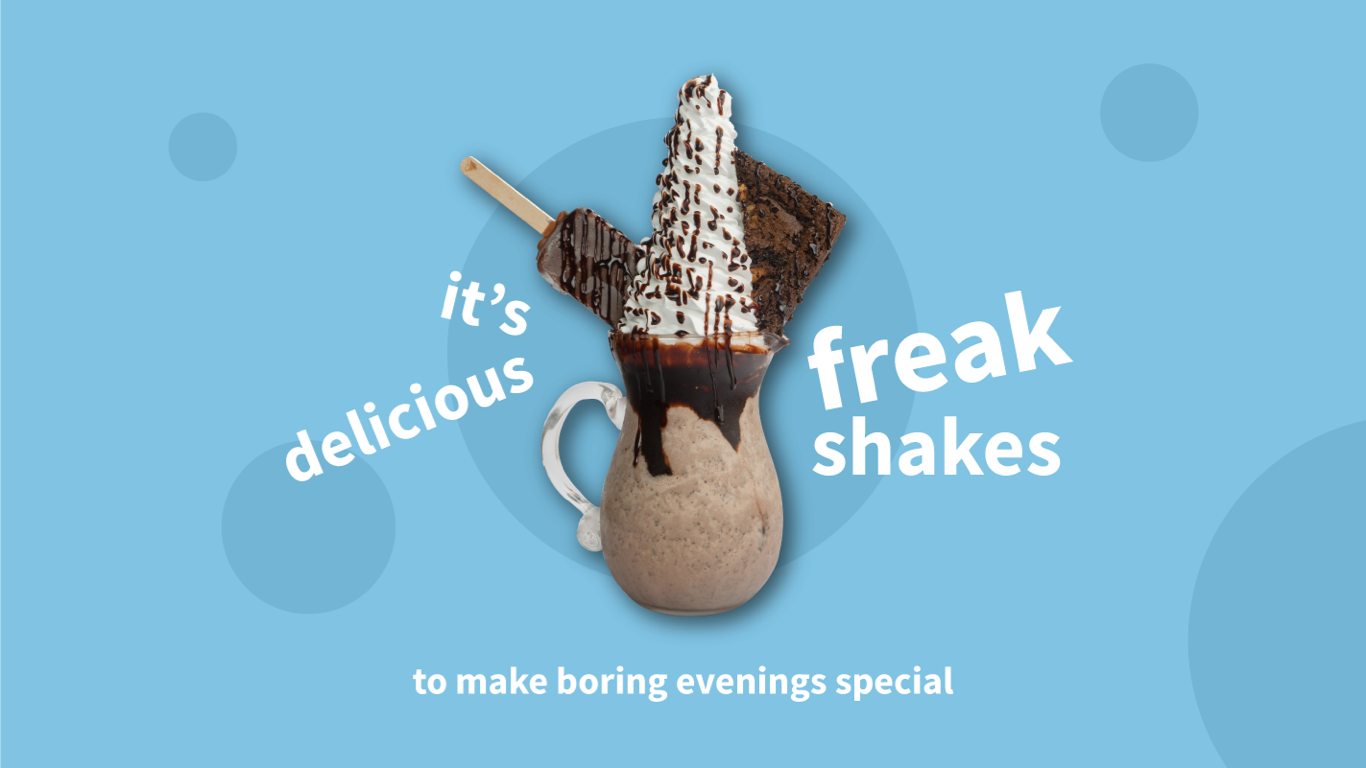 it’s
delicious
freak
shakes
to make boring evenings special